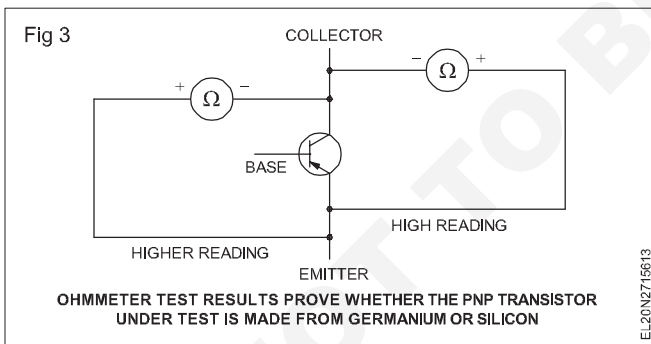 Fig 3
COLLECTOR
+ Ω −
− Ω +
BASE
HIGHER READING
HIGH READING
EMITTER
OHMMETER TEST RESULTS PROVE WHETHER THE PNP TRANSISTOR
UNDER TEST IS MADE FROM GERMANIUM OR SILICON
EL20N2715613